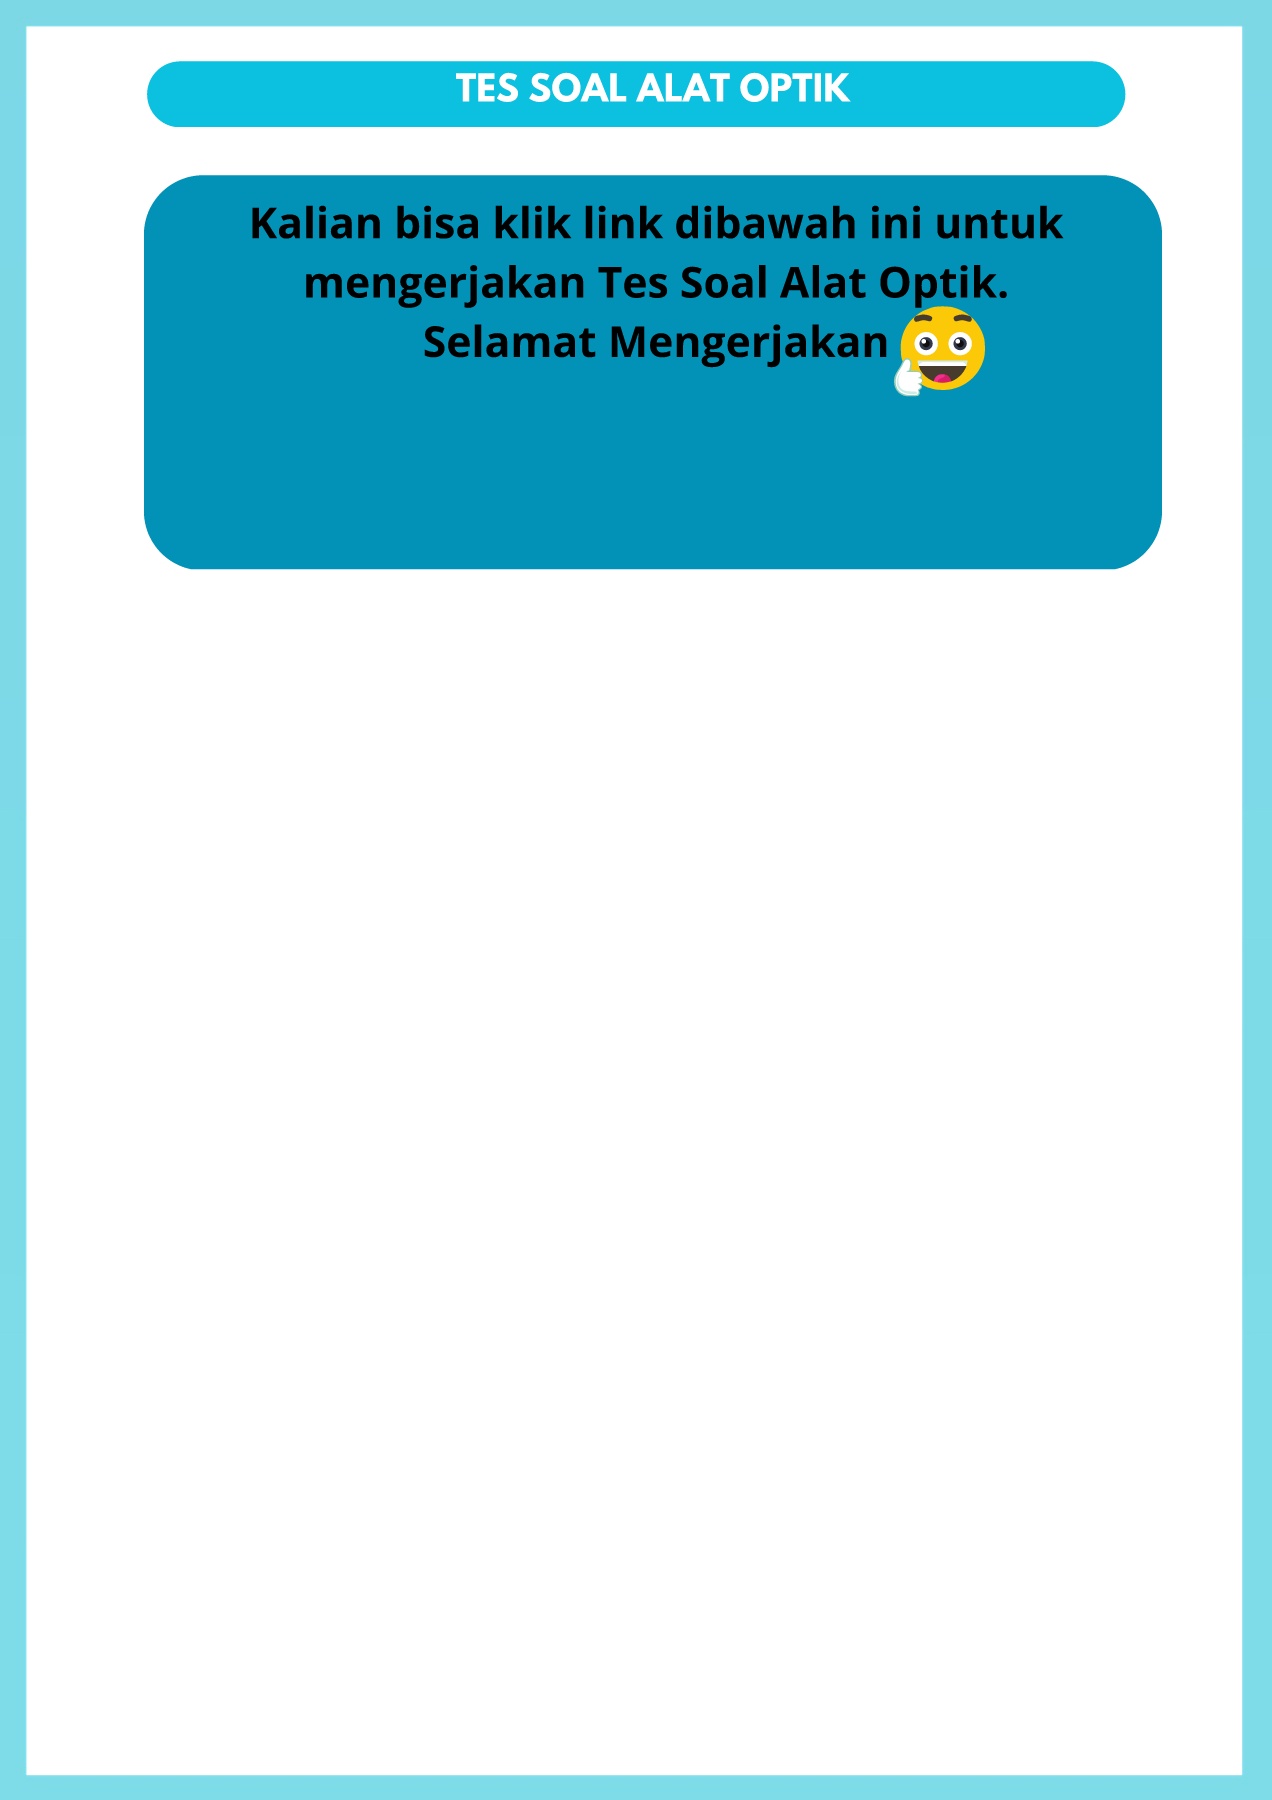 TES SOAL ALAT OPTIK
Kalian bisa klik link dibawah ini untuk
mengerjakan Tes Soal Alat Optik.
Selamat Mengerjakan